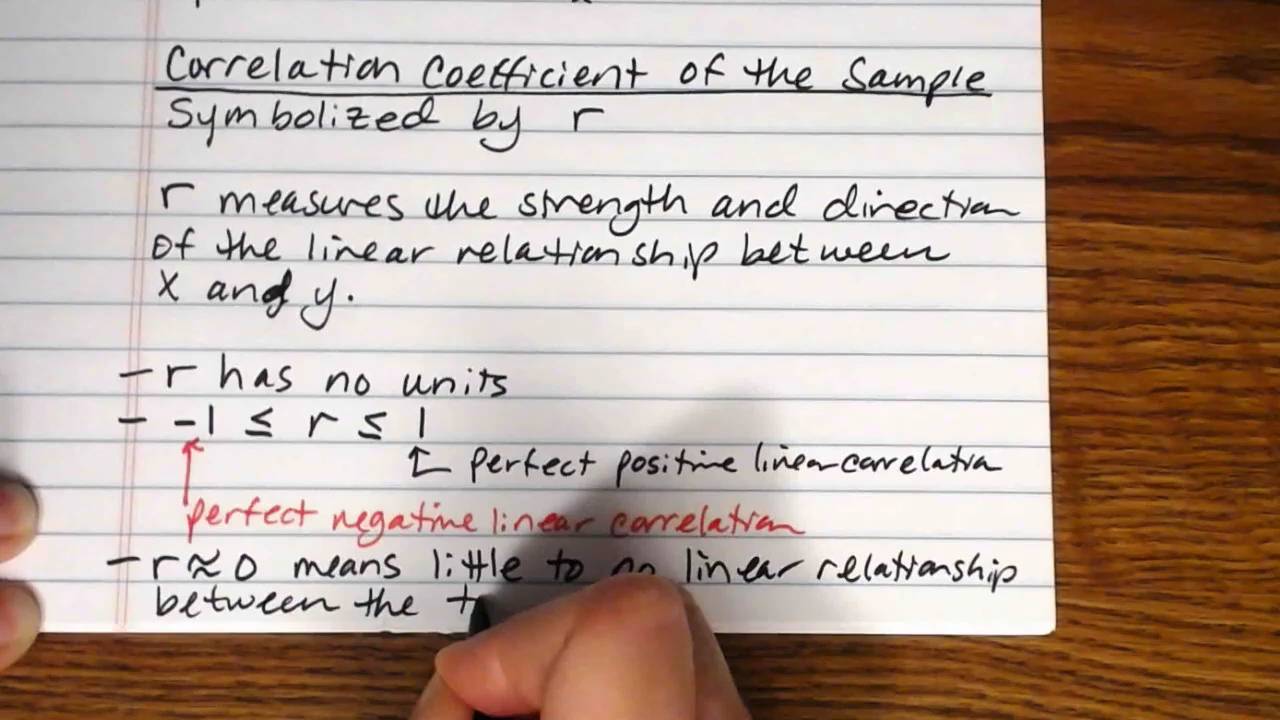 Correlation Coefficient of the Sample
Symbolized by r
r measures the strength and direction
of the linear relationship between
x and y.
- r has no units
- -1 ≤ r ≤ 1
perfect positive linear correlation
perfect negative linear correlation
- r ≈ 0 means little to no linear relationship
between the